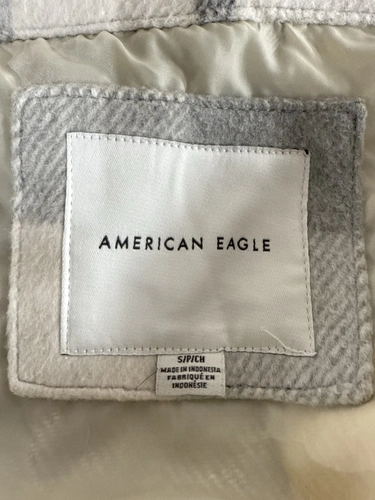 AMERICAN EAGLE
S/P/CH
MADE IN INDONESIA
FABRIQUÉ EN
INDONÉSIE